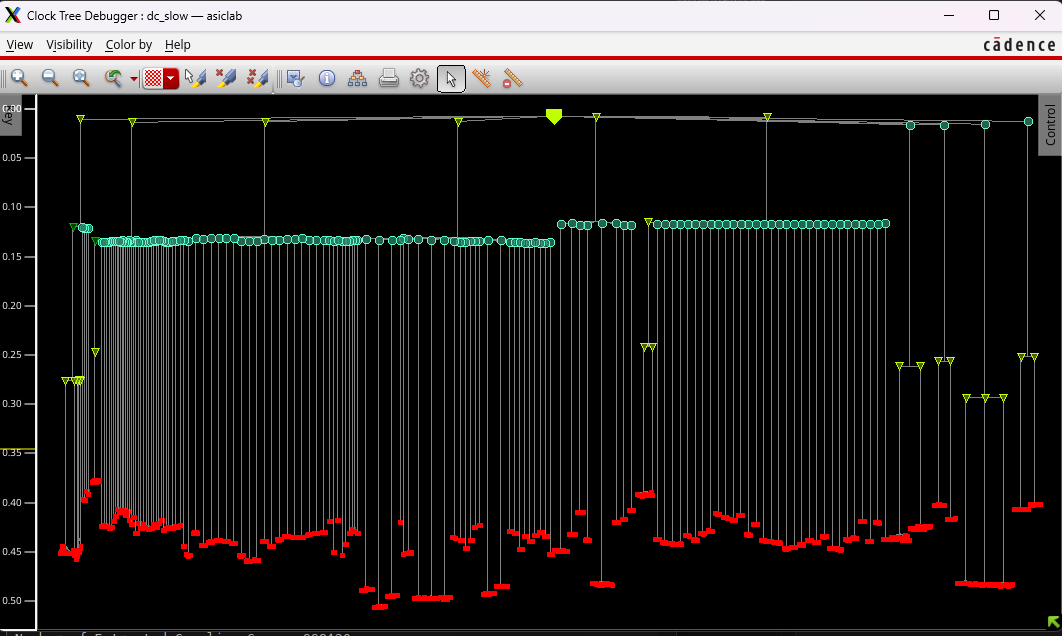 Clock Tree Debugger : dc_slow — asiclab
View Visibility Color by Help
cādence
0.00
Key
Control
0.05
0.10
0.15
0.20
0.25
0.30
0.35
0.40
0.45
0.50